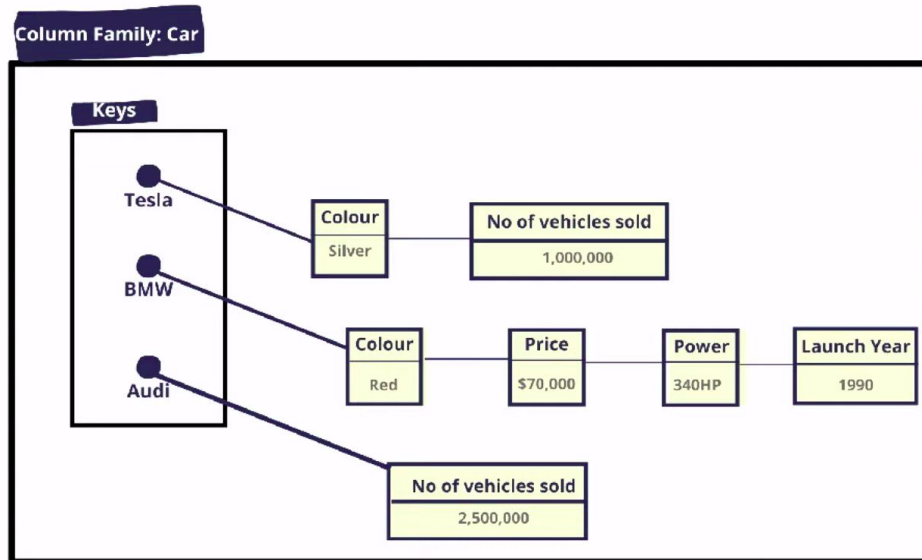 Column Family: Car
Keys
Tesla
Colour
Silver
No of vehicles sold
1,000,000
BMW
Colour
Red
Price
$70,000
Power
340HP
Launch Year
1990
Audi
No of vehicles sold
2,500,000